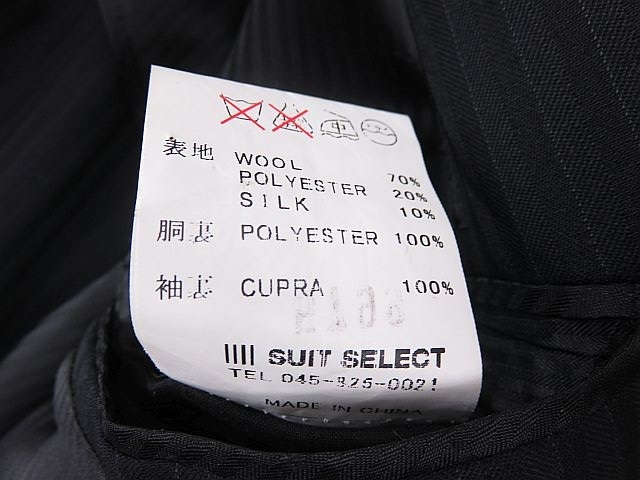 表地 WOOL 70%
POLYESTER 20%
SILK 10%
胴裏 POLYESTER 100%
袖裏 CUPRA 100%
SUIT SELECT
TEL 045-825-0021
MADE IN CHINA